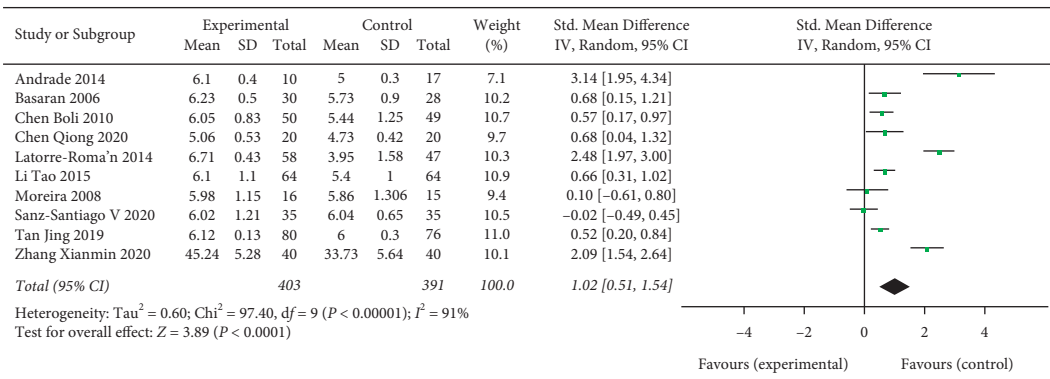 Study or Subgroup Experimental Control Weight (%) Std. Mean Difference IV, Random, 95% CI Std. Mean Difference IV, Random, 95% CI
Mean SD Total Mean SD Total
Andrade 2014 6.1 0.4 10 5 0.3 17 7.1 3.14 [1.95, 4.34]
Basaran 2006 6.23 0.5 30 5.73 0.9 28 10.2 0.68 [0.15, 1.21]
Chen Boli 2010 6.05 0.83 50 5.44 1.25 49 10.7 0.57 [0.17, 0.97]
Chen Qiong 2020 5.06 0.53 20 4.73 0.42 20 9.7 0.68 [0.04, 1.32]
Latorre-Roma'n 2014 6.71 0.43 58 3.95 1.58 47 10.3 2.48 [1.97, 3.00]
Li Tao 2015 6.1 1.1 64 5.4 1 64 10.9 0.66 [0.31, 1.02]
Moreira 2008 5.98 1.15 16 5.86 1.306 15 9.4 0.10 [−0.61, 0.80]
Sanz-Santiago V 2020 6.02 1.21 35 6.04 0.65 35 10.5 −0.02 [−0.49, 0.45]
Tan Jing 2019 6.12 0.13 80 6 0.3 76 11.0 0.52 [0.20, 0.84]
Zhang Xianmin 2020 45.24 5.28 40 33.73 5.64 40 10.1 2.09 [1.54, 2.64]
Total (95% CI) 403 391 100.0 1.02 [0.51, 1.54]
Heterogeneity: Tau² = 0.60; Chi² = 97.40, df = 9 (P < 0.00001); I² = 91%
Test for overall effect: Z = 3.89 (P < 0.0001)
−4 −2 0 2 4
Favours (experimental) Favours (control)